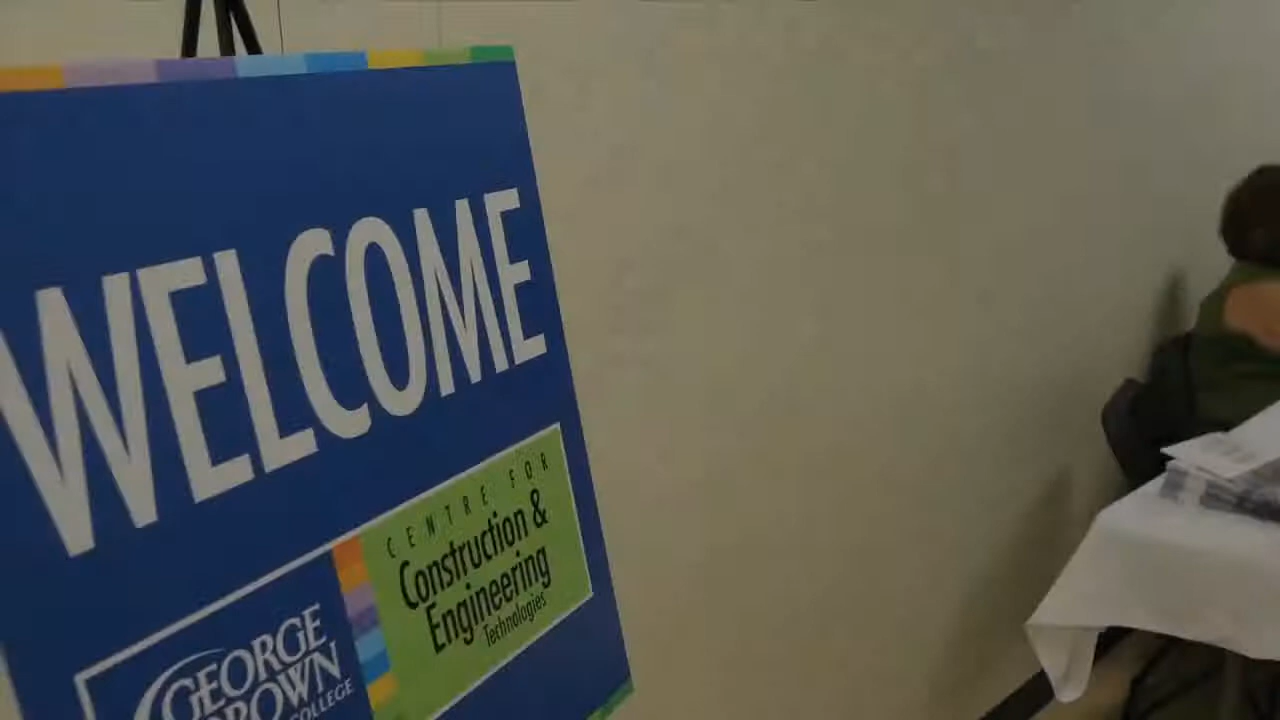 WELCOME
CENTRE FOR
Construction &
Engineering
Technologies
GEORGE
BROWN
COLLEGE